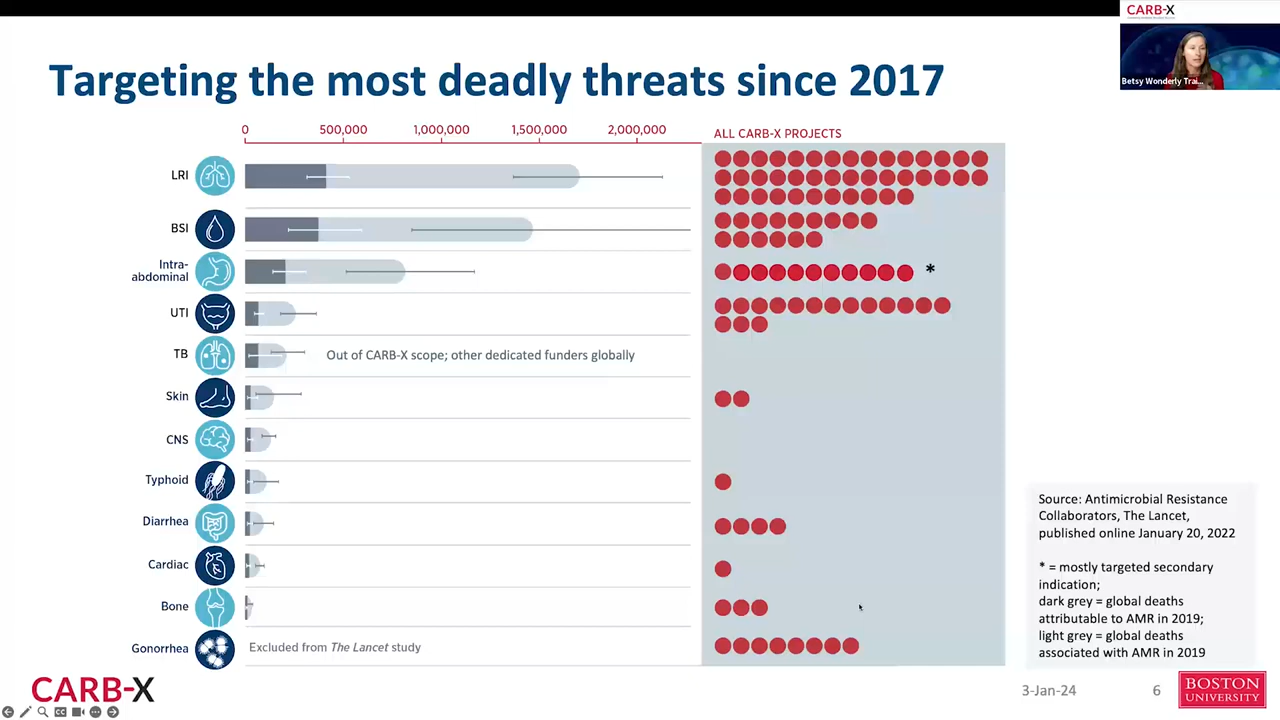 CARB-X
Betsy Wonderly Trai...
Targeting the most deadly threats since 2017
0 500,000 1,000,000 1,500,000 2,000,000
ALL CARB-X PROJECTS
LRI
BSI
Intra-
abdominal
*
UTI
TB
Out of CARB-X scope; other dedicated funders globally
Skin
CNS
Typhoid
Diarrhea
Cardiac
Bone
Gonorrhea
Excluded from The Lancet study
Source: Antimicrobial Resistance
Collaborators, The Lancet,
published online January 20, 2022
* = mostly targeted secondary
indication;
dark grey = global deaths
attributable to AMR in 2019;
light grey = global deaths
associated with AMR in 2019
CARB-X
3-Jan-24
6
BOSTON
UNIVERSITY